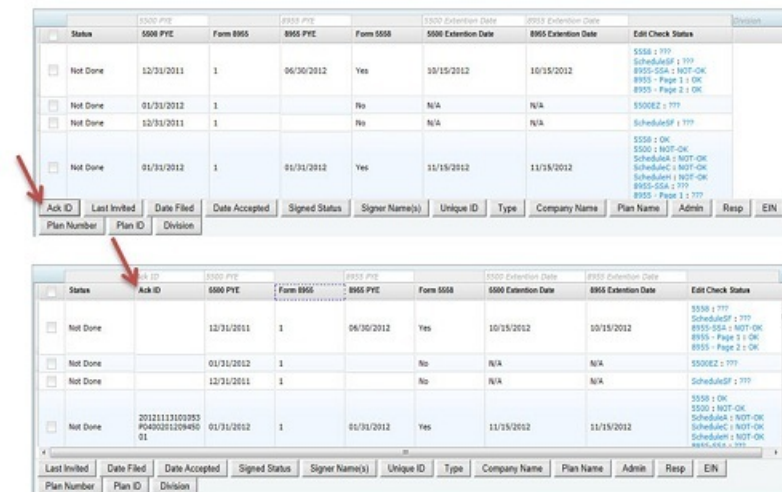 5500 PYE 8955 PYE 5500 Extention Date 8955 Extention Date Division
Status 5500 PYE Form 8955 8955 PYE Form 5558 5500 Extention Date 8955 Extention Date Edit Check Status
5558 : ???
ScheduleSF : ???
Not Done 12/31/2011 1 06/30/2012 Yes 10/15/2012 10/15/2012 8955-SSA : NOT-OK
8955 - Page 1 : OK
8955 - Page 2 : OK
Not Done 01/31/2012 1 No N/A N/A 5500EZ : ???
Not Done 12/31/2011 1 No N/A N/A ScheduleSF : ???
5558 : OK
5500 : NOT-OK
ScheduleA : NOT-OK
Not Done 01/31/2012 1 01/31/2012 Yes 11/15/2012 11/15/2012 ScheduleC : NOT-OK
ScheduleH : NOT-OK
8955-SSA : ???
8955 - Page 1 : ???
Ack ID Last Invited Date Filed Date Accepted Signed Status Signer Name(s) Unique ID Type Company Name Plan Name Admin Resp EIN
Plan Number Plan ID Division
Ack ID 5500 PYE 8955 PYE 5500 Extention Date 8955 Extention Date
Status Ack ID 5500 PYE Form 8955 8955 PYE Form 5558 5500 Extention Date 8955 Extention Date Edit Check Status
5558 : ???
ScheduleSF : ???
Not Done 12/31/2011 1 06/30/2012 Yes 10/15/2012 10/15/2012 8955-SSA : NOT-OK
8955 - Page 1 : OK
8955 - Page 2 : OK
Not Done 01/31/2012 1 No N/A N/A 5500EZ : ???
Not Done 12/31/2011 1 No N/A N/A ScheduleSF : ???
5558 : OK
5500 : NOT-OK
20121113101053 ScheduleA : NOT-OK
Not Done P0400201209450 01/31/2012 1 01/31/2012 Yes 11/15/2012 11/15/2012 ScheduleC : NOT-OK
01 ScheduleH : NOT-OK
8955-SSA : ???
Last Invited Date Filed Date Accepted Signed Status Signer Name(s) Unique ID Type Company Name Plan Name Admin Resp EIN
Plan Number Plan ID Division